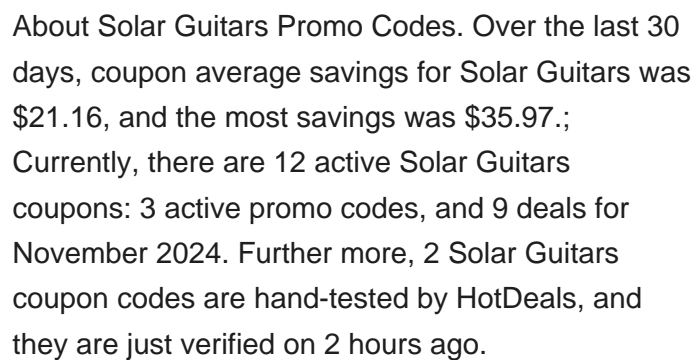 About Solar Guitars Promo Codes. Over the last 30
days, coupon average savings for Solar Guitars was
$21.16, and the most savings was $35.97.;
Currently, there are 12 active Solar Guitars
coupons: 3 active promo codes, and 9 deals for
November 2024. Further more, 2 Solar Guitars
coupon codes are hand-tested by HotDeals, and
they are just verified on 2 hours ago.